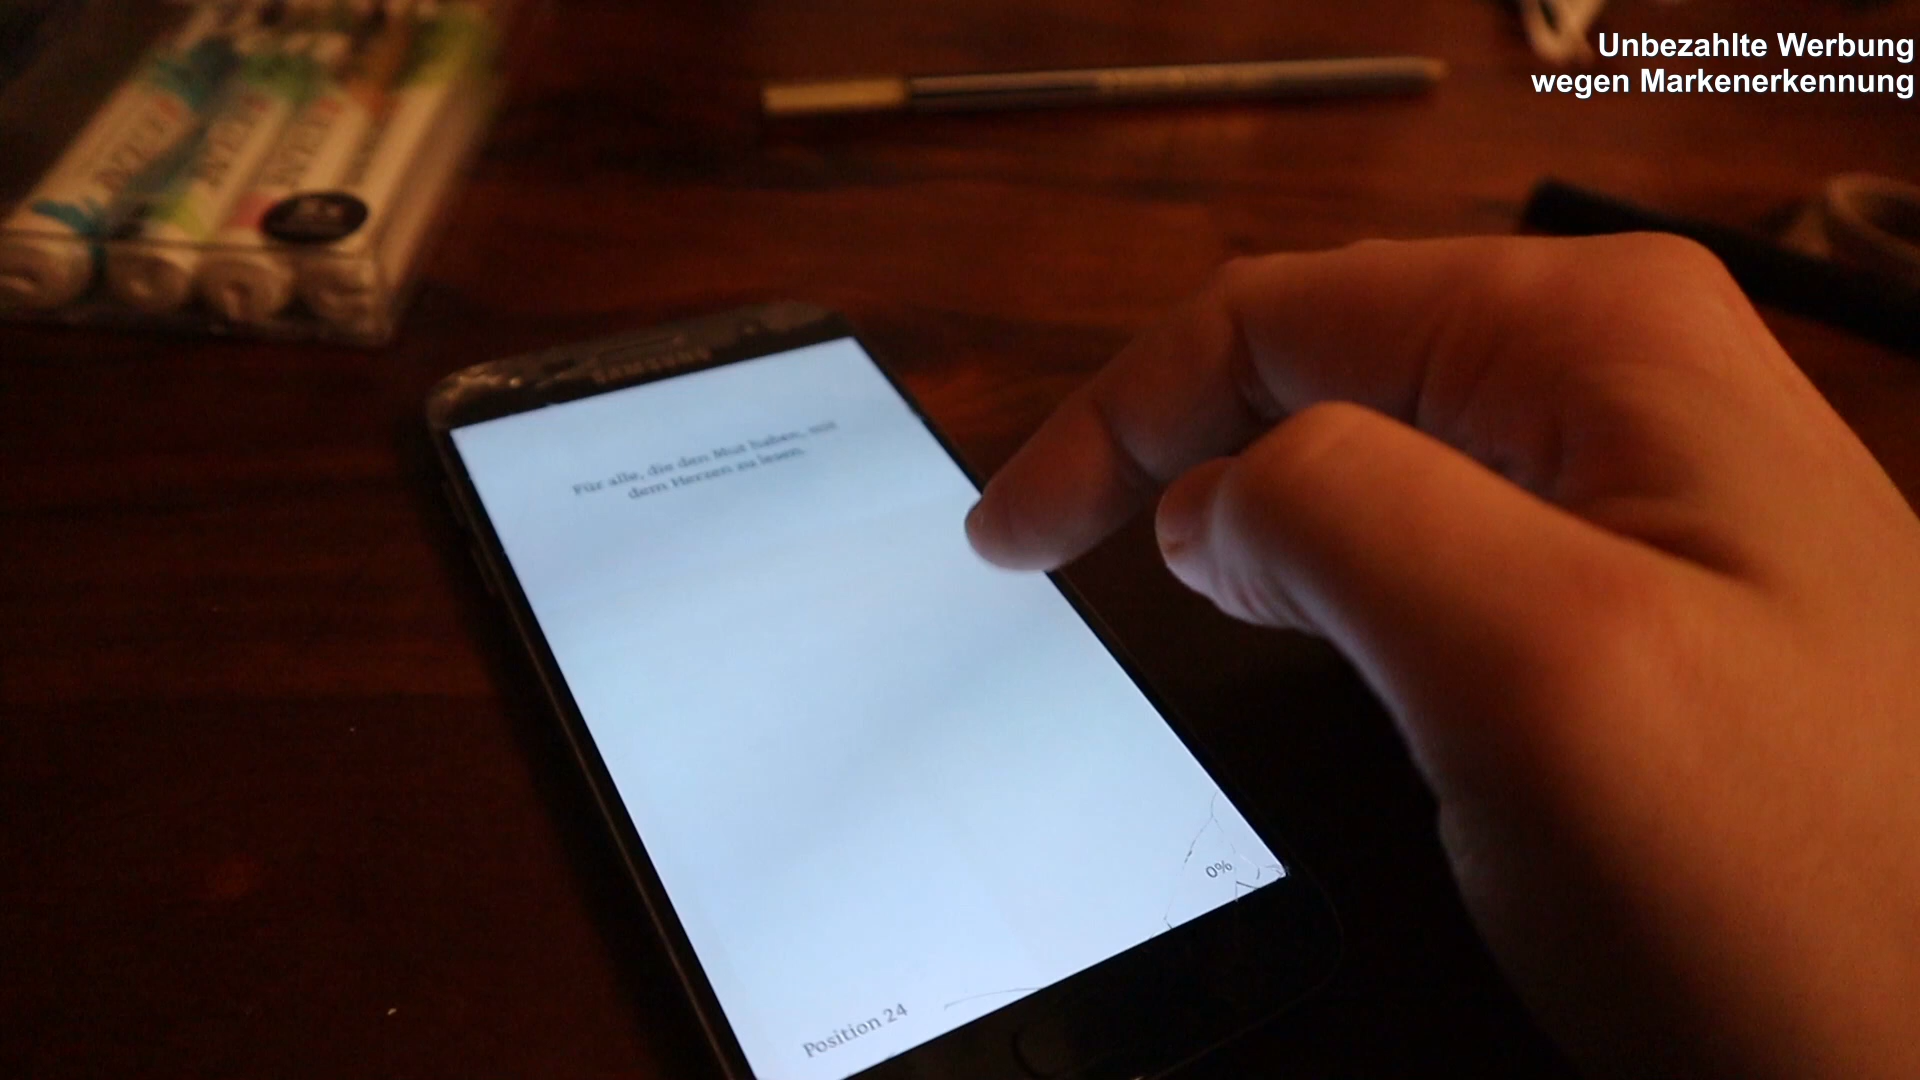 Unbezahlte Werbung
wegen Markenerkennung
SAMSUNG
Für alle, die den Mut haben, mit
dem Herzen zu lesen.
0%
Position 24